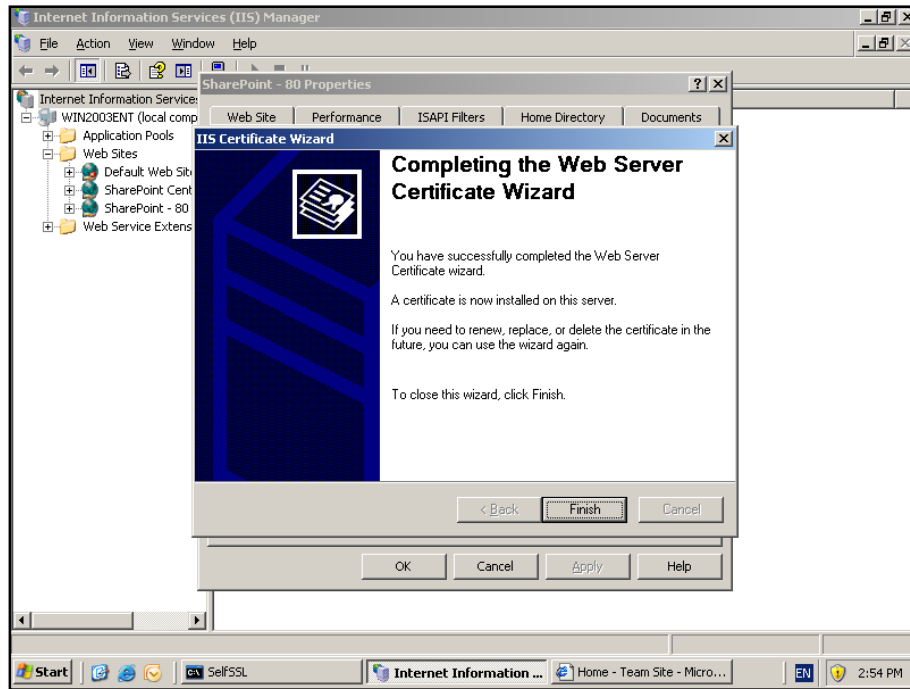 Internet Information Services (IIS) Manager
File Action View Window Help
SharePoint - 80 Properties
Internet Information Service
Web Site Performance ISAPI Filters Home Directory Documents
WIN2003ENT (local comp
Application Pools
IIS Certificate Wizard
Web Sites
Default Web Sit
SharePoint Cent
SharePoint - 80
Web Service Extens
Completing the Web Server
Certificate Wizard
You have successfully completed the Web Server
Certificate wizard.
A certificate is now installed on this server.
If you need to renew, replace, or delete the certificate in the
future, you can use the wizard again.
To close this wizard, click Finish.
< Back Finish Cancel
OK Cancel Apply Help
Start SelfSSL Internet Information ... Home - Team Site - Micro... EN 2:54 PM